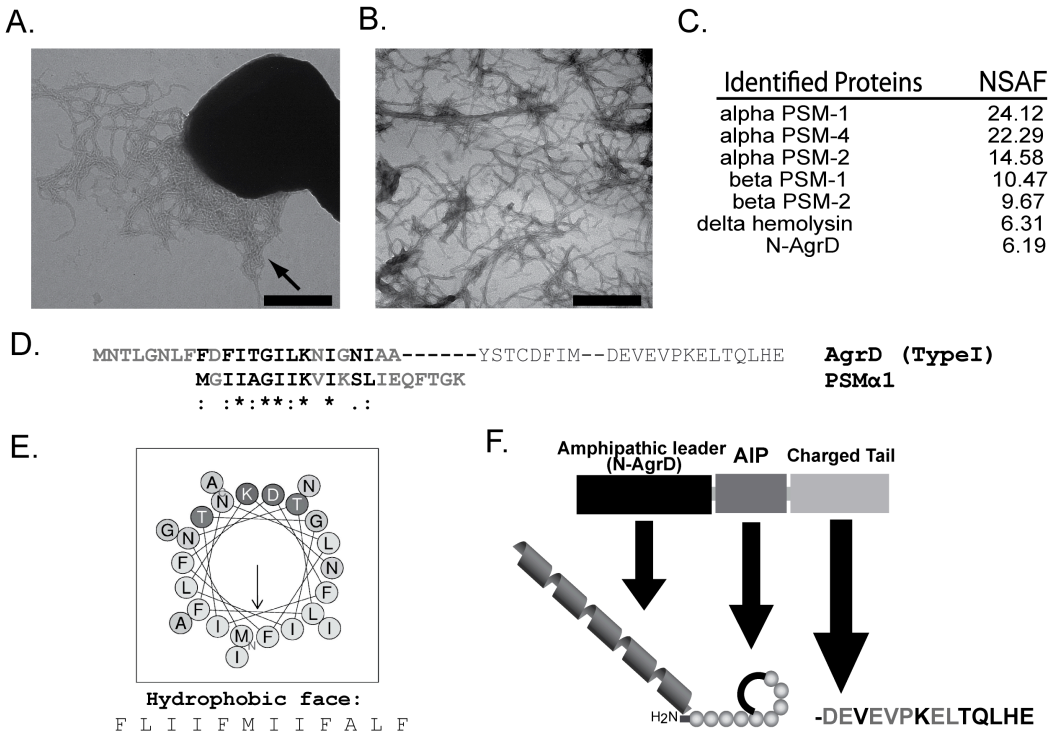 A.
B.
C.
Identified Proteins NSAF
alpha PSM-1 24.12
alpha PSM-4 22.29
alpha PSM-2 14.58
beta PSM-1 10.47
beta PSM-2 9.67
delta hemolysin 6.31
N-AgrD 6.19
D.
MNTLGNLFFDFITGILKNIGNIAA------YSTCDFIM--DEVEVPKELTQLHE AgrD (TypeI)
MGIIAGIIKVIKSLIEQFTGK PSMα1
: :*:**:* * .:
E.
A N K D T N
T G
G N L
F N
L F
A F L I
I M F I
N
I
Hydrophobic face:
F L I I F M I I F A L F
F.
Amphipathic leader
(N-AgrD)
AIP
Charged Tail
H₂N
-DEVEVPKELTQLHE